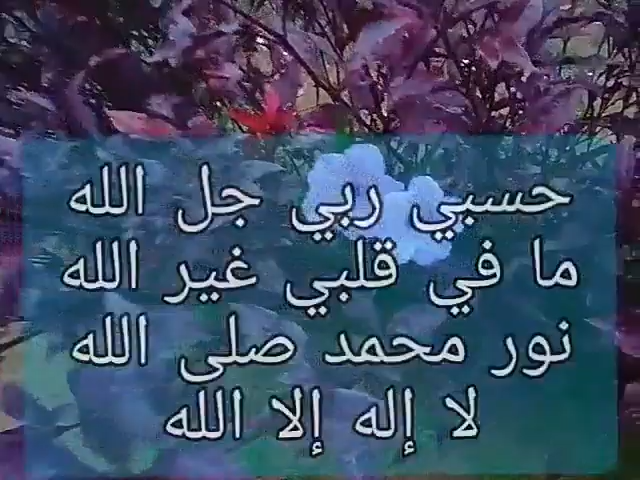 حسبي ربي جل الله
ما في قلبي غير الله
نور محمد صلى الله
لا إله إلا الله